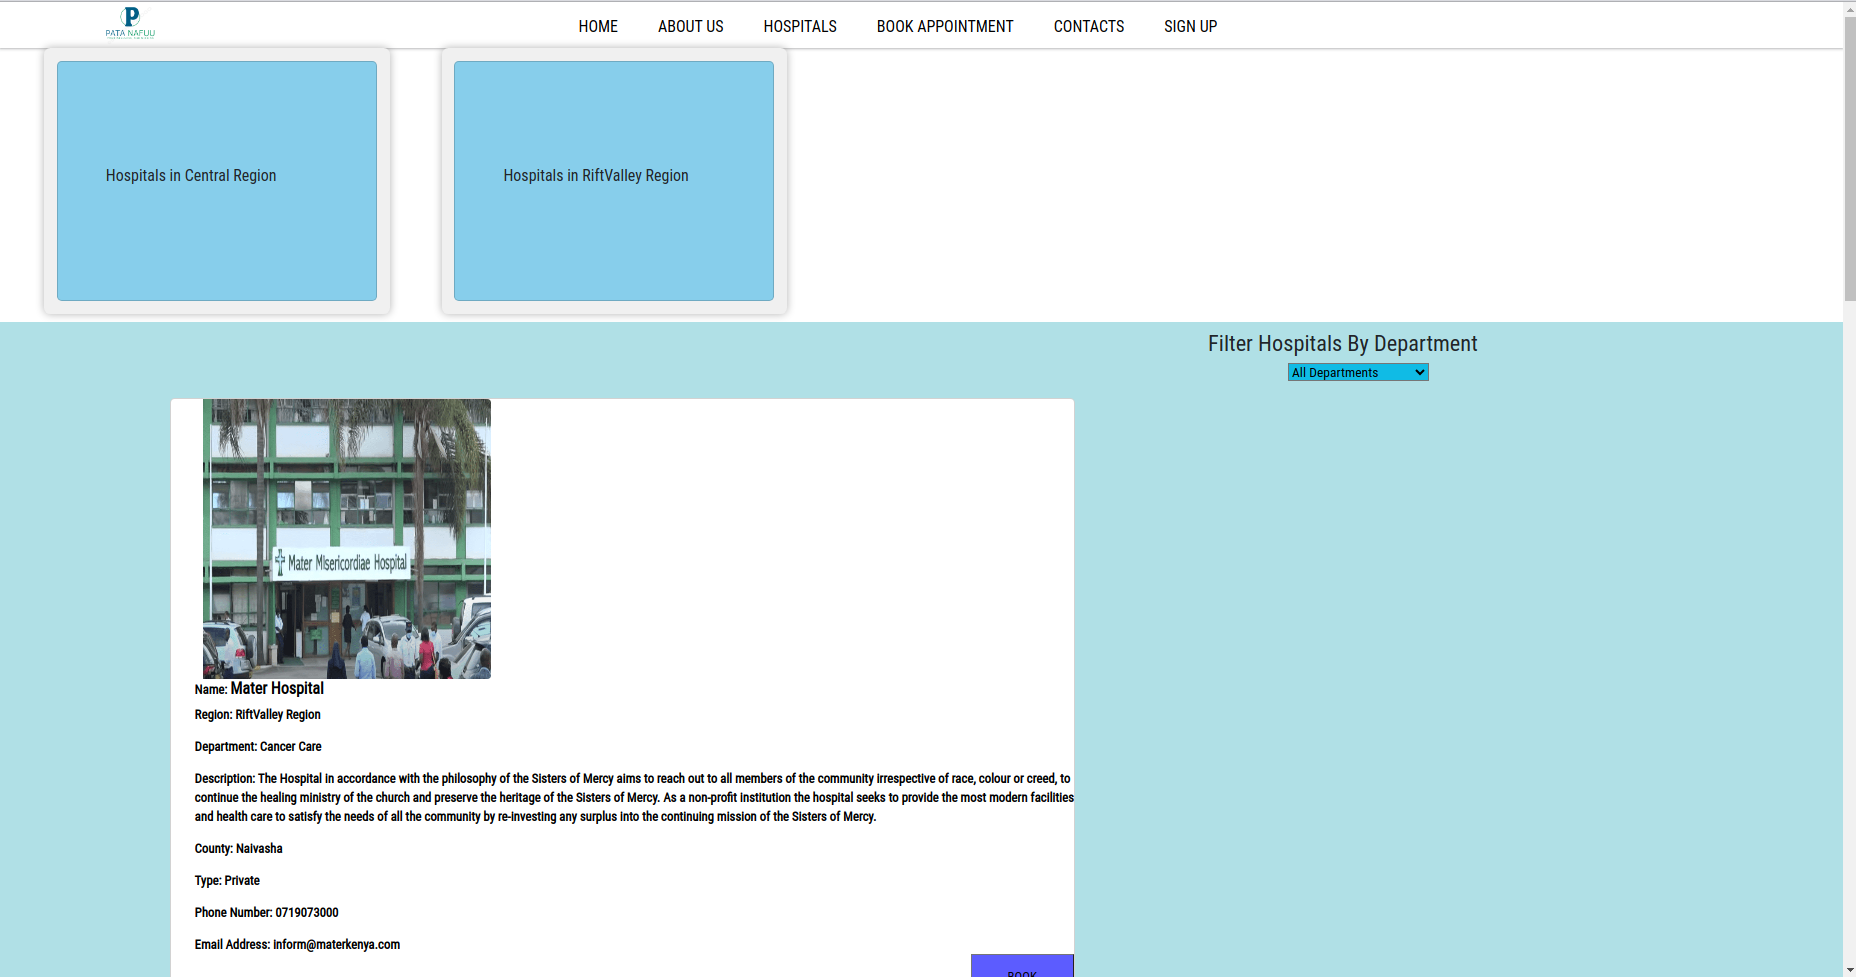 P
PATA NAFUU
HOME ABOUT US HOSPITALS BOOK APPOINTMENT CONTACTS SIGN UP
Hospitals in Central Region
Hospitals in RiftValley Region
Filter Hospitals By Department
All Departments
Mater Misericordiae Hospital
Name: Mater Hospital
Region: RiftValley Region
Department: Cancer Care
Description: The Hospital in accordance with the philosophy of the Sisters of Mercy aims to reach out to all members of the community irrespective of race, colour or creed, to
continue the healing ministry of the church and preserve the heritage of the Sisters of Mercy. As a non-profit institution the hospital seeks to provide the most modern facilities
and health care to satisfy the needs of all the community by re-investing any surplus into the continuing mission of the Sisters of Mercy.
County: Naivasha
Type: Private
Phone Number: 0719073000
Email Address: inform@materkenya.com
BOOK